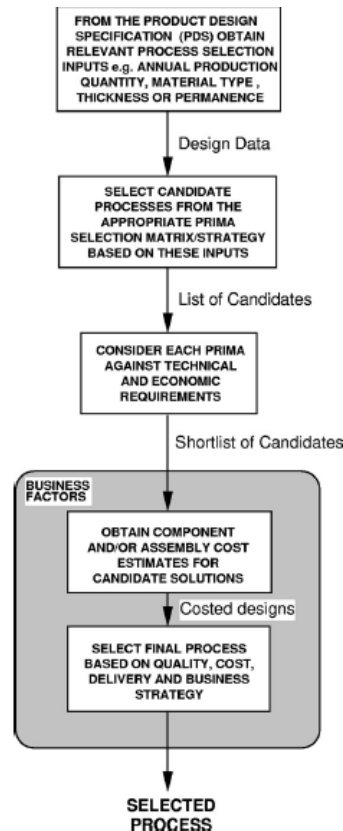 FROM THE PRODUCT DESIGN
SPECIFICATION (PDS) OBTAIN
RELEVANT PROCESS SELECTION
INPUTS e.g. ANNUAL PRODUCTION
QUANTITY, MATERIAL TYPE ,
THICKNESS OR PERMANENCE
Design Data
SELECT CANDIDATE
PROCESSES FROM THE
APPROPRIATE PRIMA
SELECTION MATRIX/STRATEGY
BASED ON THESE INPUTS
List of Candidates
CONSIDER EACH PRIMA
AGAINST TECHNICAL
AND ECONOMIC
REQUIREMENTS
Shortlist of Candidates
BUSINESS
FACTORS
OBTAIN COMPONENT
AND/OR ASSEMBLY COST
ESTIMATES FOR
CANDIDATE SOLUTIONS
Costed designs
SELECT FINAL PROCESS
BASED ON QUALITY, COST,
DELIVERY AND BUSINESS
STRATEGY
SELECTED
PROCESS